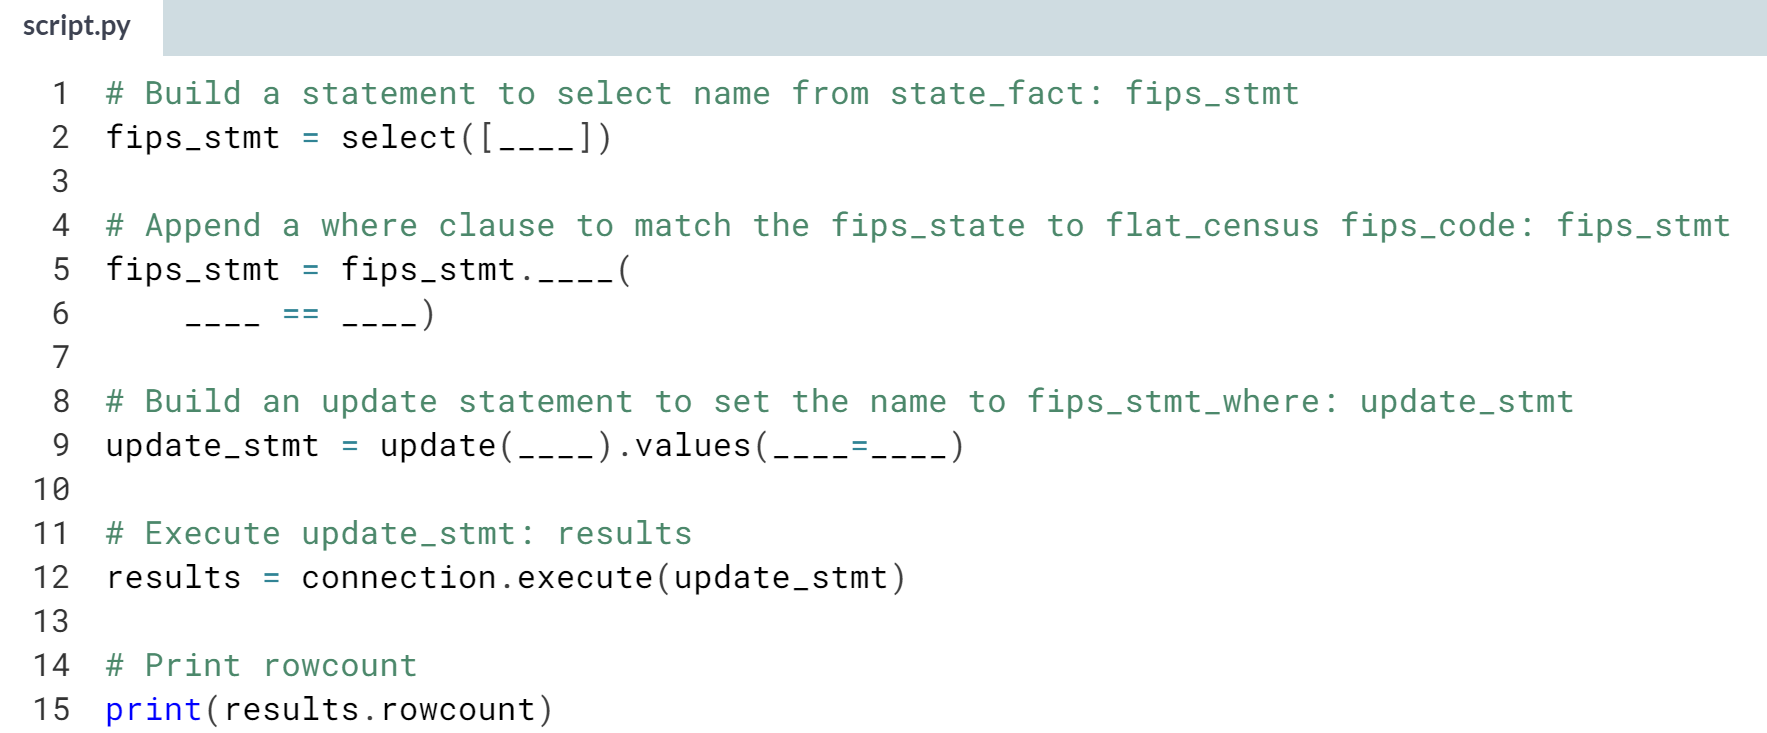 script.py
1 # Build a statement to select name from state_fact: fips_stmt
2 fips_stmt = select([____])
3
4 # Append a where clause to match the fips_state to flat_census fips_code: fips_stmt
5 fips_stmt = fips_stmt.____(
6     ____ == ____)
7
8 # Build an update statement to set the name to fips_stmt_where: update_stmt
9 update_stmt = update(____).values(____=____)
10
11 # Execute update_stmt: results
12 results = connection.execute(update_stmt)
13
14 # Print rowcount
15 print(results.rowcount)